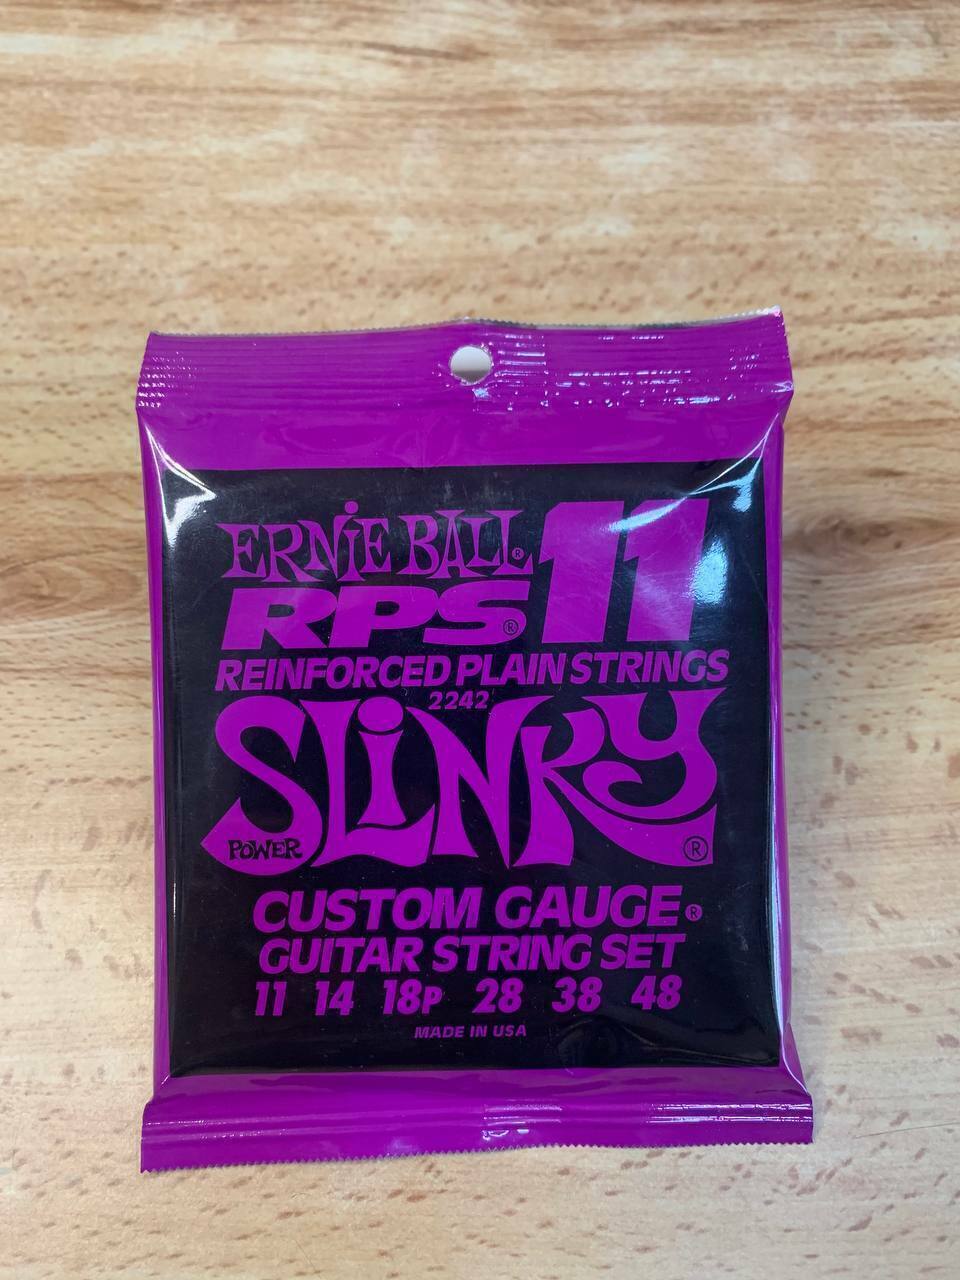 ERNIE BALL®
RPS® 11
REINFORCED PLAIN STRINGS
2242
SLINKY®
POWER
CUSTOM GAUGE®
GUITAR STRING SET
11 14 18P 28 38 48
MADE IN USA